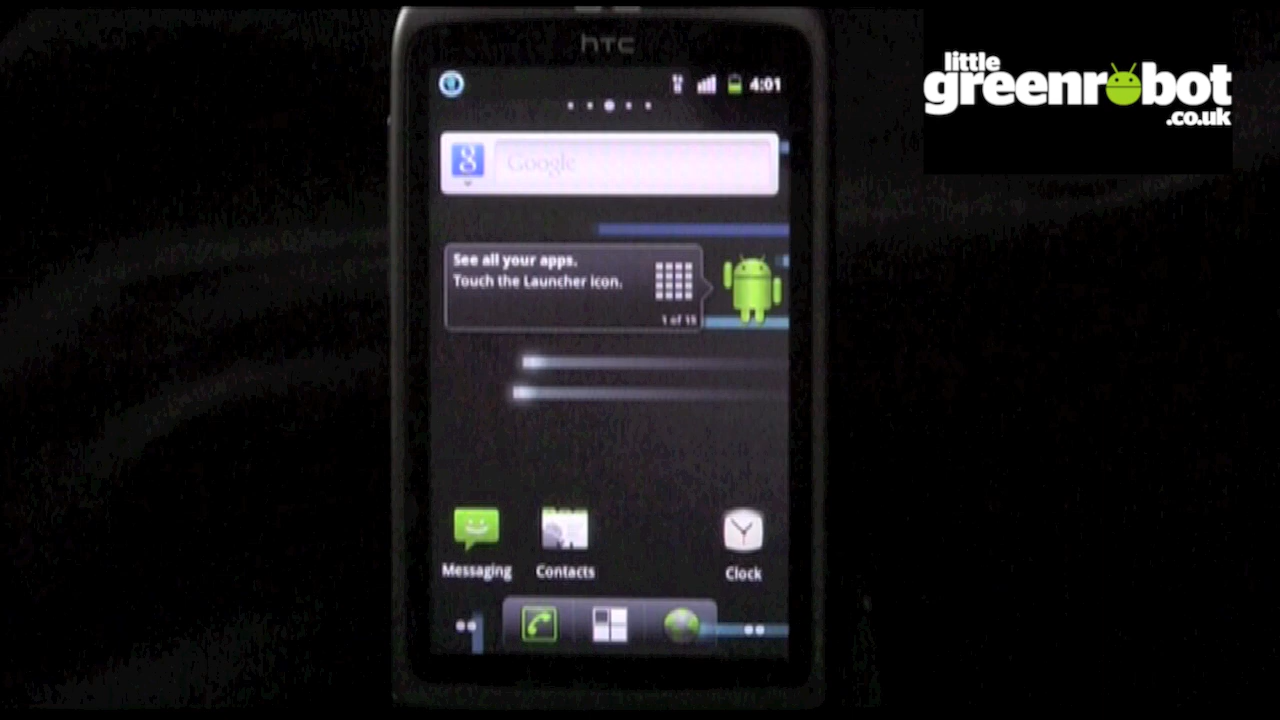 hTC
4:01
Google
See all your apps.
Touch the Launcher icon.
1 of 15
Messaging
Contacts
Clock
little
greenrobot
.co.uk